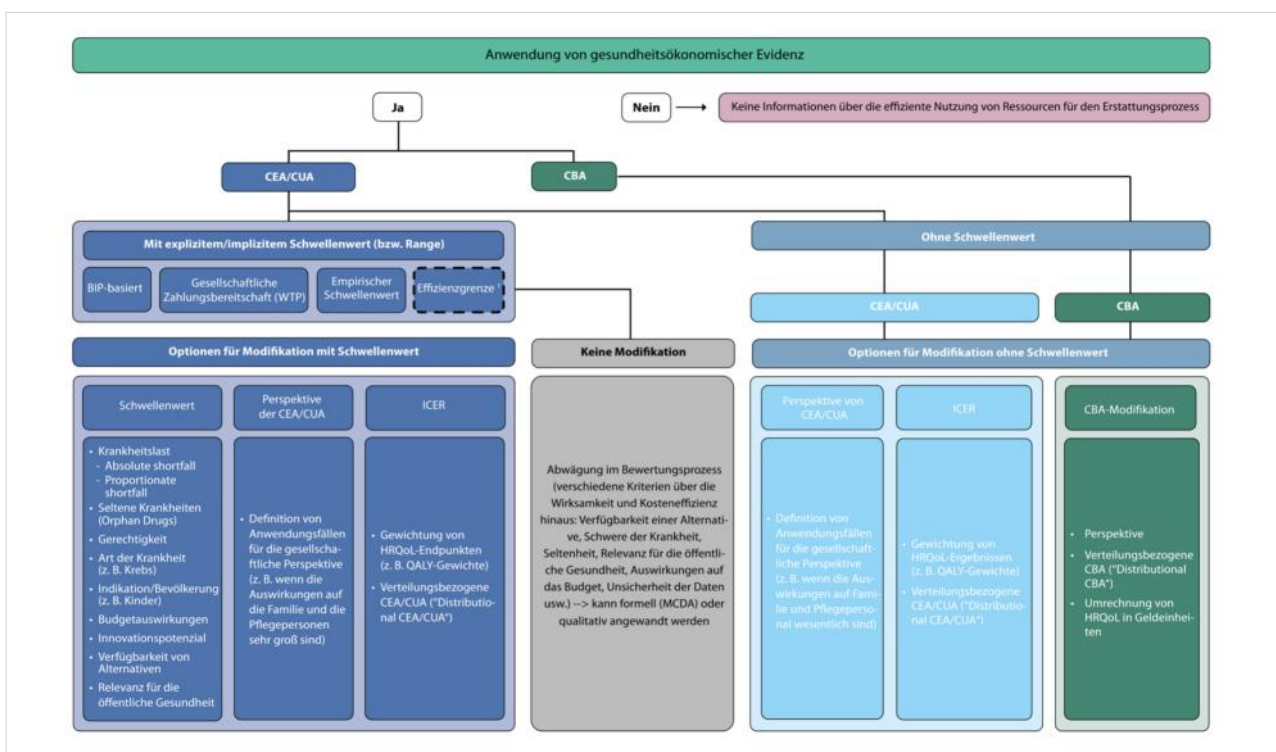 Anwendung von gesundheitsökonomischer Evidenz
Ja
Nein
Keine Informationen über die effiziente Nutzung von Ressourcen für den Erstattungsprozess
CEA/CUA
CBA
Mit explizitem/implizitem Schwellenwert (bzw. Range)
BIP-basiert
Gesellschaftliche
Zahlungsbereitschaft (WTP)
Empirischer
Schwellenwert
Effizienzgrenze ¹
Ohne Schwellenwert
CEA/CUA
CBA
Optionen für Modifikation mit Schwellenwert
Keine Modifikation
Optionen für Modifikation ohne Schwellenwert
Schwellenwert
• Krankheitslast
- Absolute shortfall
- Proportionate
shortfall
• Seltene Krankheiten
(Orphan Drugs)
• Gerechtigkeit
• Art der Krankheit
(z. B. Krebs)
• Indikation/Bevölkerung
(z. B. Kinder)
• Budgetauswirkungen
• Innovationspotenzial
• Verfügbarkeit von
Alternativen
• Relevanz für die
öffentliche Gesundheit
Perspektive
der CEA/CUA
• Definition von
Anwendungsfällen
für die gesellscha-
ftliche Perspektive
(z. B. wenn die
Auswirkungen auf
die Familie und die
Pflegepersonen
sehr groß sind)
ICER
• Gewichtung von
HRQoL-Endpunkten
(z. B. QALY-Gewichte)
• Verteilungsbezogene
CEA/CUA ("Distributio-
nal CEA/CUA")
Abwägung im Bewertungsprozess
(verschiedene Kriterien über die
Wirksamkeit und Kosteneffizienz
hinaus: Verfügbarkeit einer Alternati-
ve, Schwere der Krankheit,
Seltenheit, Relevanz für die öffentli-
che Gesundheit, Auswirkungen auf
das Budget, Unsicherheit der Daten
usw.) --> kann formell (MCDA) oder
qualitativ angewandt werden
Perspektive von
CEA/CUA
• Definition von
Anwendungsfällen
für die gesellschaft-
liche Perspektive
(z. B. wenn die Aus-
wirkungen auf Fami-
lie und Pflegeperso-
nal wesentlich sind)
ICER
• Gewichtung von
HRQoL-Ergebnissen
(z. B. QALY-Gewichte)
• Verteilungsbezogene
CEA/CUA ("Distributio-
nal CEA/CUA")
CBA-Modifikation
• Perspektive
• Verteilungsbezogene
CBA ("Distributional
CBA")
• Umrechnung von
HRQoL in Geldeinhei-
ten